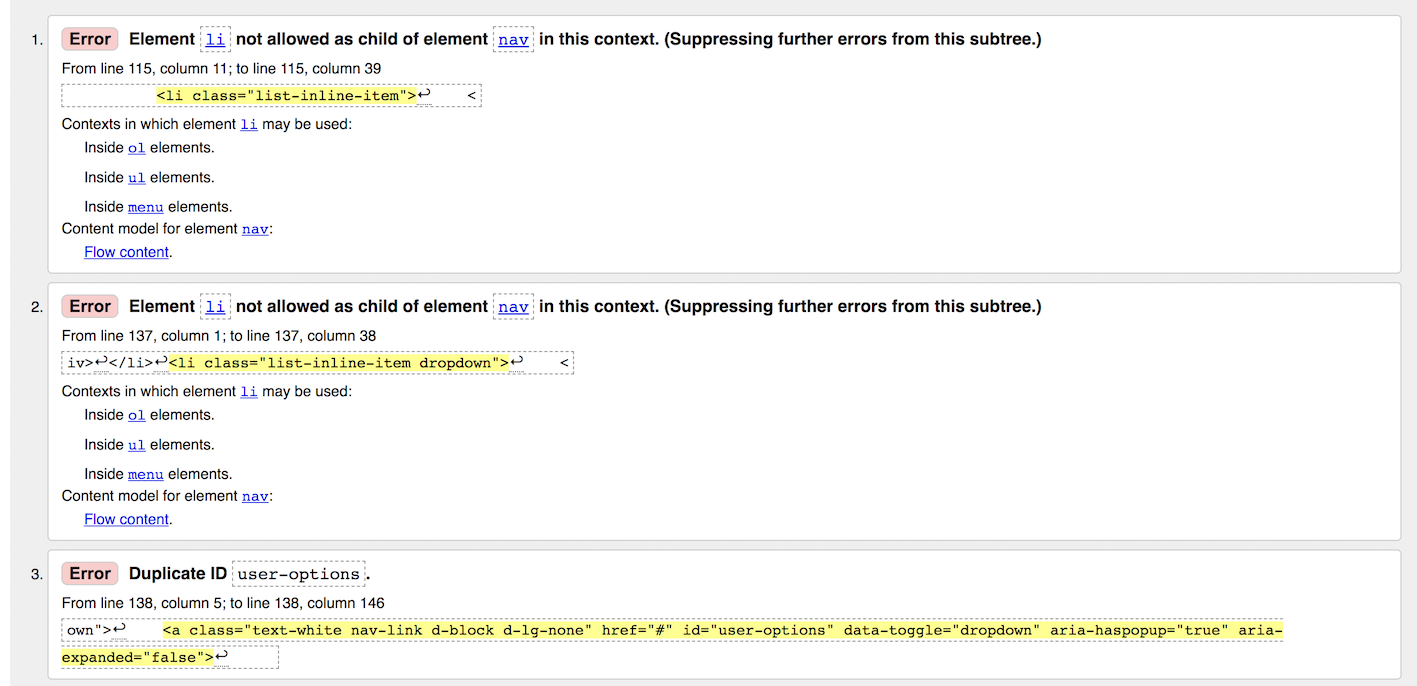 1. Error Element li not allowed as child of element nav in this context. (Suppressing further errors from this subtree.)
From line 115, column 11; to line 115, column 39
<li class="list-inline-item">↩ <
Contexts in which element li may be used:
Inside ol elements.
Inside ul elements.
Inside menu elements.
Content model for element nav:
Flow content.
2. Error Element li not allowed as child of element nav in this context. (Suppressing further errors from this subtree.)
From line 137, column 1; to line 137, column 38
iv>↩</li>↩<li class="list-inline-item dropdown">↩ <
Contexts in which element li may be used:
Inside ol elements.
Inside ul elements.
Inside menu elements.
Content model for element nav:
Flow content.
3. Error Duplicate ID user-options.
From line 138, column 5; to line 138, column 146
own">↩ <a class="text-white nav-link d-block d-lg-none" href="#" id="user-options" data-toggle="dropdown" aria-haspopup="true" aria-
expanded="false">↩